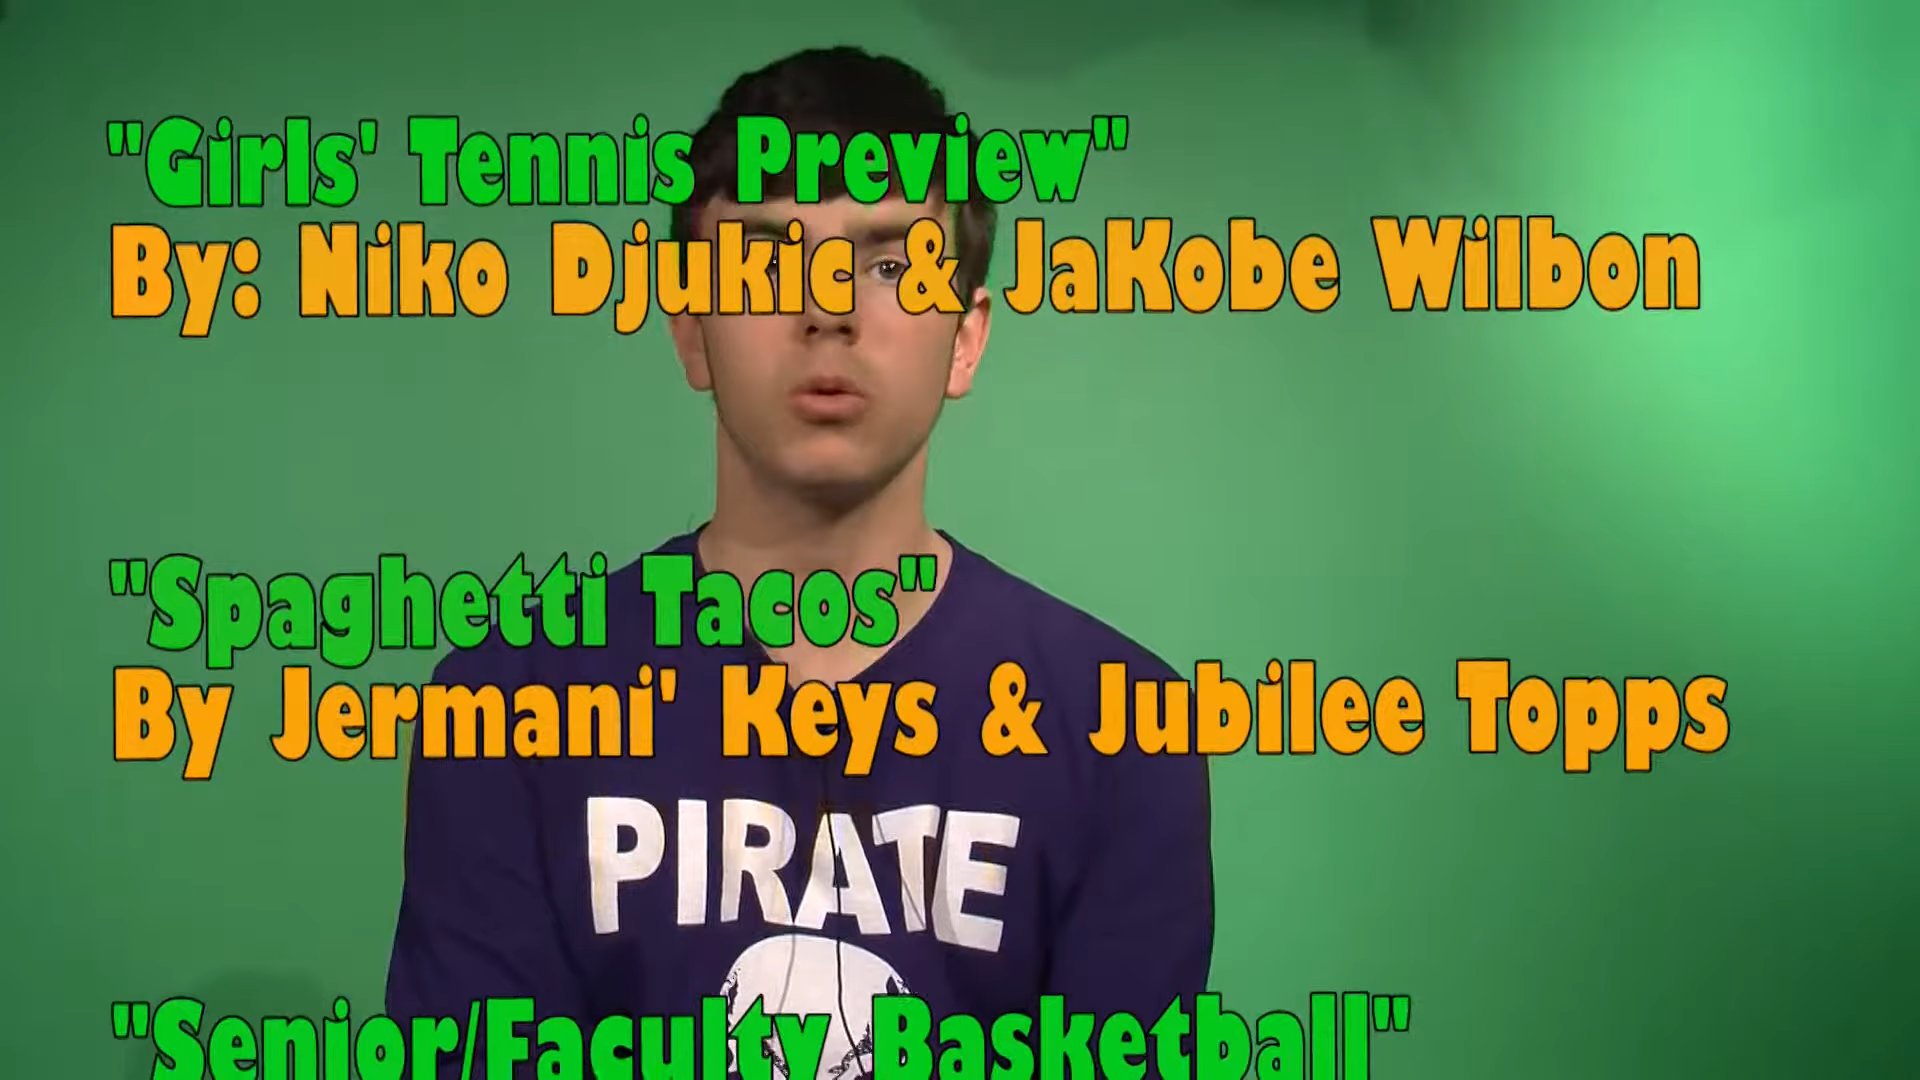 "Girls' Tennis Preview"
By: Niko Djukic & JaKobe Wilbon
"Spaghetti Tacos"
By Jermani' Keys & Jubilee Topps
PIRATE
"Senior/Faculty Basketball"